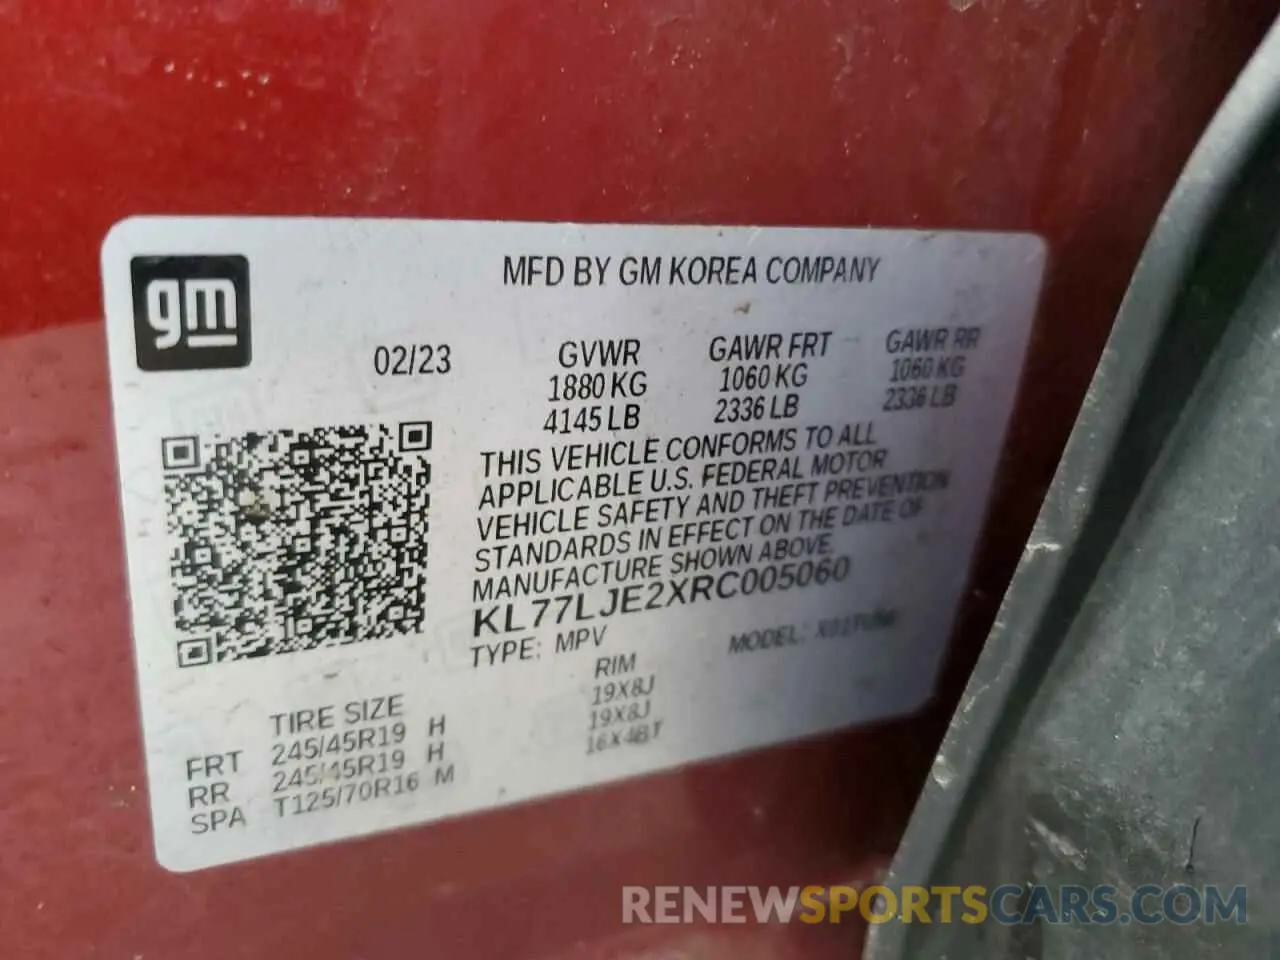 gm
MFD BY GM KOREA COMPANY
02/23
GVWR GAWR FRT GAWR RR
1880 KG 1060 KG 1060 KG
4145 LB 2336 LB 2336 LB
THIS VEHICLE CONFORMS TO ALL
APPLICABLE U.S. FEDERAL MOTOR
VEHICLE SAFETY AND THEFT PREVENTION
STANDARDS IN EFFECT ON THE DATE OF
MANUFACTURE SHOWN ABOVE.
KL77LJE2XRC005060
TYPE: MPV MODEL:
TIRE SIZE RIM
FRT 245/45R19 H 19X8J
RR 245/45R19 H 19X8J
SPA T125/70R16 M 16X4BT
RENEWSPORTSCARS.COM